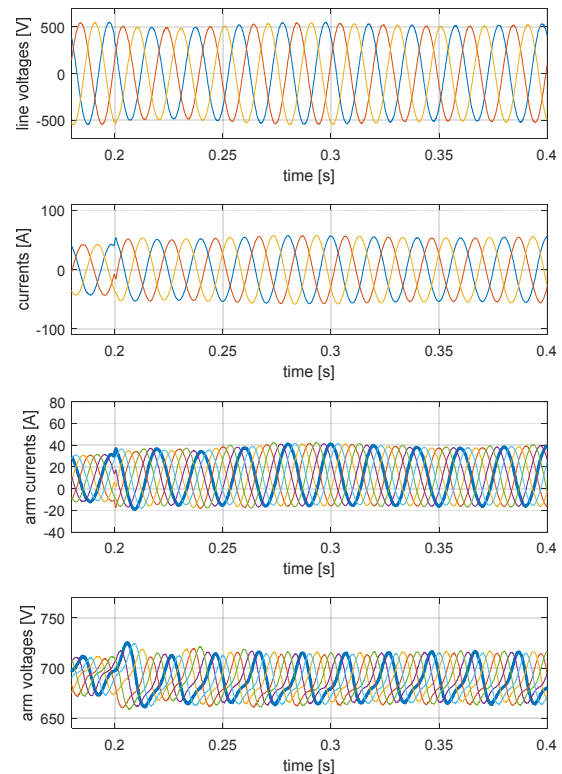 line voltages [V]
500
0
-500
0.2 0.25 0.3 0.35 0.4
time [s]
currents [A]
100
0
-100
0.2 0.25 0.3 0.35 0.4
time [s]
arm currents [A]
80
60
40
20
0
-20
-40
0.2 0.25 0.3 0.35 0.4
time [s]
arm voltages [V]
750
700
650
0.2 0.25 0.3 0.35 0.4
time [s]